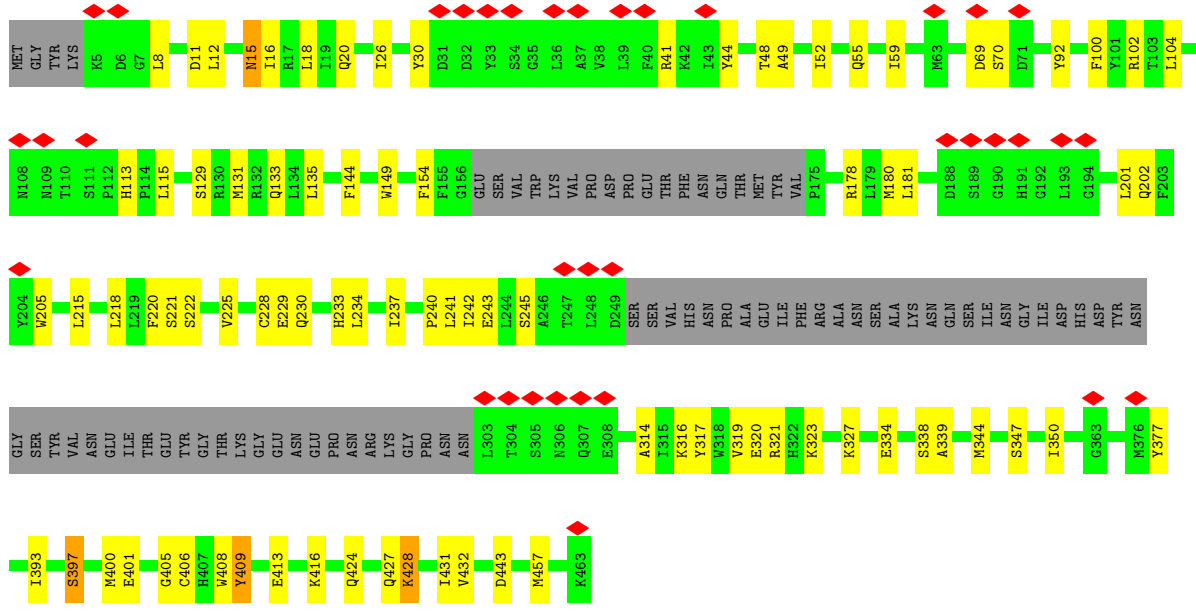 MET GLY TYR LYS K5 D6 G7 L8 D11 L12 N15 I16 R17 L18 I19 Q20 I26 Y30 D31 D32 Y33 S34 G35 L36 A37 V38 L39 F40 R41 K42 I43 Y44 T48 A49 I52 Q55 I59 M63 D69 S70 D71 Y92 F100 Y101 R102 T103 L104
N108 N109 T110 S111 P112 H113 P114 L115 S129 R130 M131 R132 Q133 L134 L135 F144 W149 F154 F155 G156 GLU SER VAL TRP LYS VAL PRO ASP PRO GLU THR PHE ASN GLN THR MET TYR VAL P175 R178 L179 M180 L181 D188 S189 G190 H191 G192 L193 G194 L201 Q202 F203
Y204 W205 L215 L218 L219 F220 S221 S222 V225 C228 E229 Q230 H233 L234 I237 P240 L241 I242 E243 L244 S245 A246 T247 L248 D249 SER SER VAL HIS ASN PRO ALA GLU ILE PHE ARG ALA ASN SER ALA LYS ASN GLN SER ILE ASN GLY ILE ASP HIS ASP TYR ASN
GLY SER TYR VAL ASN GLU ILE THR GLU TYR GLY THR LYS GLY GLU ASN GLU PRO ASN ARG LYS GLY PRO ASN ASN L303 T304 S305 N306 Q307 E308 A314 I315 K316 Y317 W318 V319 E320 R321 H322 K323 K327 E334 S338 A339 M344 S347 I350 G363 M376 Y377
I393 S397 M400 E401 G405 C406 H407 W408 Y409 E413 K416 Q424 Q427 K428 I431 V432 D443 M457 K463